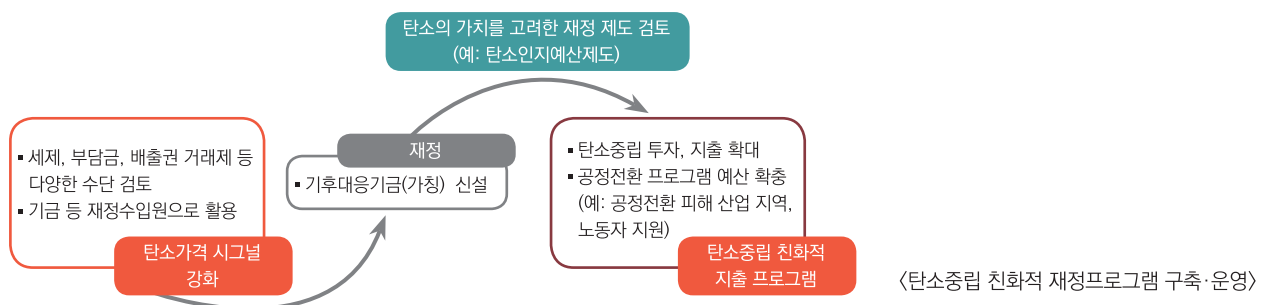 탄소의 가치를 고려한 재정 제도 검토
(예: 탄소인지예산제도)
▪ 세제, 부담금, 배출권 거래제 등
다양한 수단 검토
▪ 기금 등 재정수입원으로 활용
탄소가격 시그널
강화
재정
▪ 기후대응기금(가칭) 신설
▪ 탄소중립 투자, 지출 확대
▪ 공정전환 프로그램 예산 확충
(예: 공정전환 피해 산업 지역,
노동자 지원)
탄소중립 친화적
지출 프로그램
〈탄소중립 친화적 재정프로그램 구축·운영〉